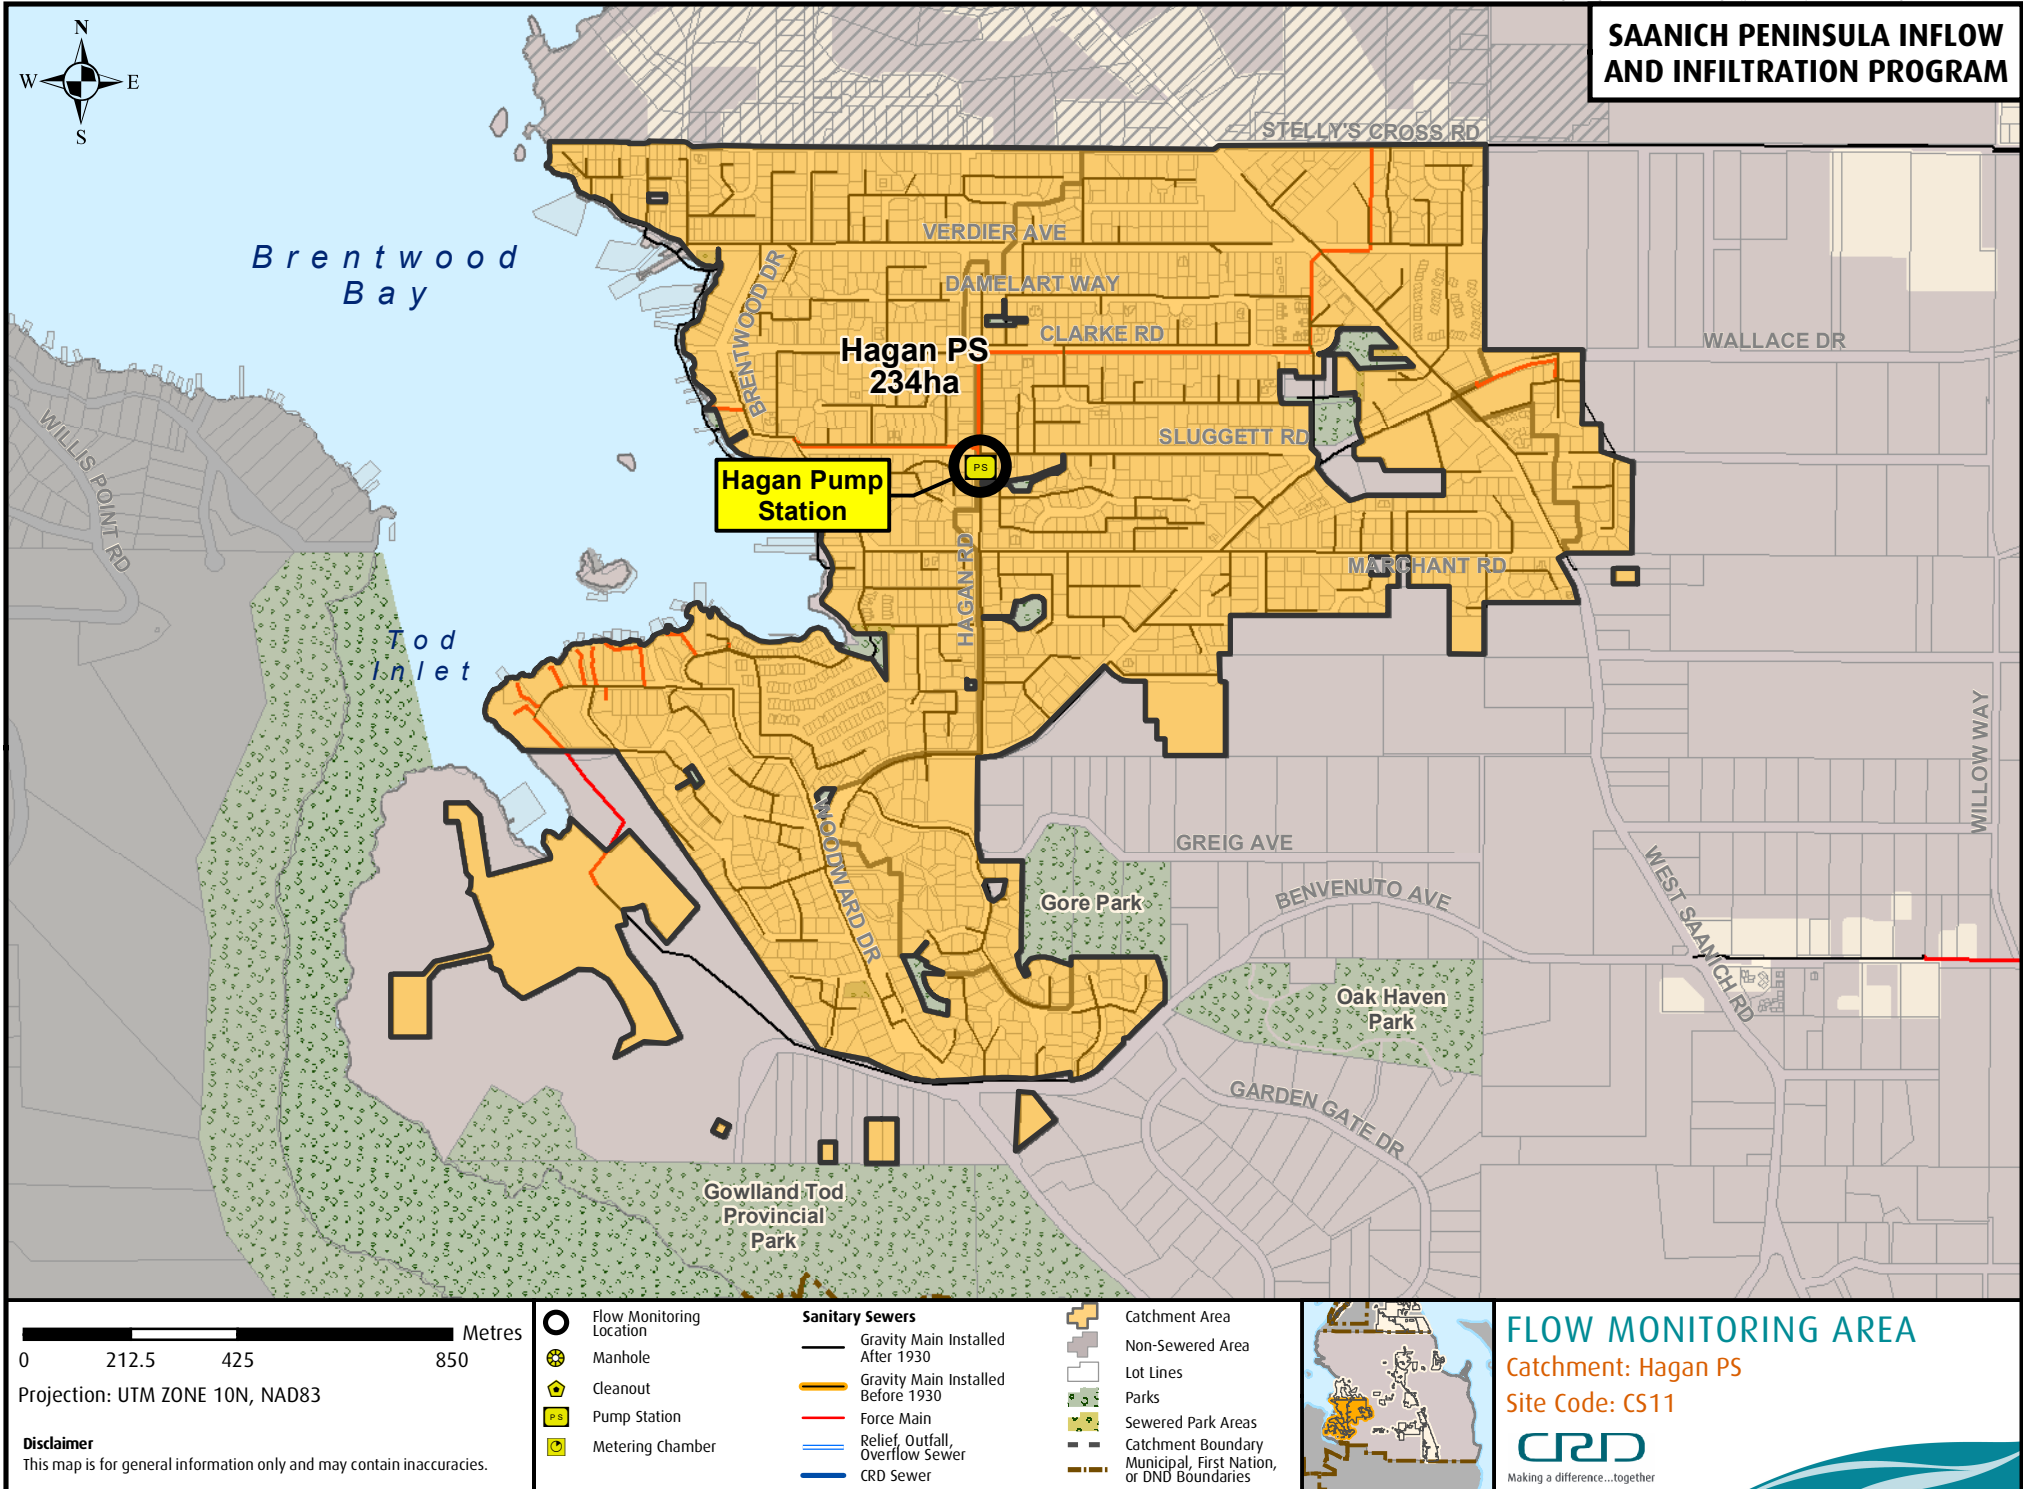 SAANICH PENINSULA INFLOW
AND INFILTRATION PROGRAM
N
W
E
S
STELLY'S CROSS RD
Brentwood
Bay
VERDIER AVE
BRENTWOOD DR
DAMELART WAY
CLARKE RD
WALLACE DR
Hagan PS
234ha
SLUGGETT RD
WILLIS POINT RD
PS
Hagan Pump
Station
HAGAN RD
MARCHANT RD
Tod
Inlet
WILLOW WAY
WOODWARD DR
GREIG AVE
BENVENUTO AVE
WEST SAANICH RD
Gore Park
Oak Haven
Park
GARDEN GATE DR
Gowlland Tod
Provincial
Park
Metres
0 212.5 425 850
Projection: UTM ZONE 10N, NAD83
Disclaimer
This map is for general information only and may contain inaccuracies.
Flow Monitoring
Location
Manhole
Cleanout
PS
Pump Station
Metering Chamber
Sanitary Sewers
Gravity Main Installed
After 1930
Gravity Main Installed
Before 1930
Force Main
Relief, Outfall,
Overflow Sewer
CRD Sewer
Catchment Area
Non-Sewered Area
Lot Lines
Parks
Sewered Park Areas
Catchment Boundary
Municipal, First Nation,
or DND Boundaries
FLOW MONITORING AREA
Catchment: Hagan PS
Site Code: CS11
CRD
Making a difference...together